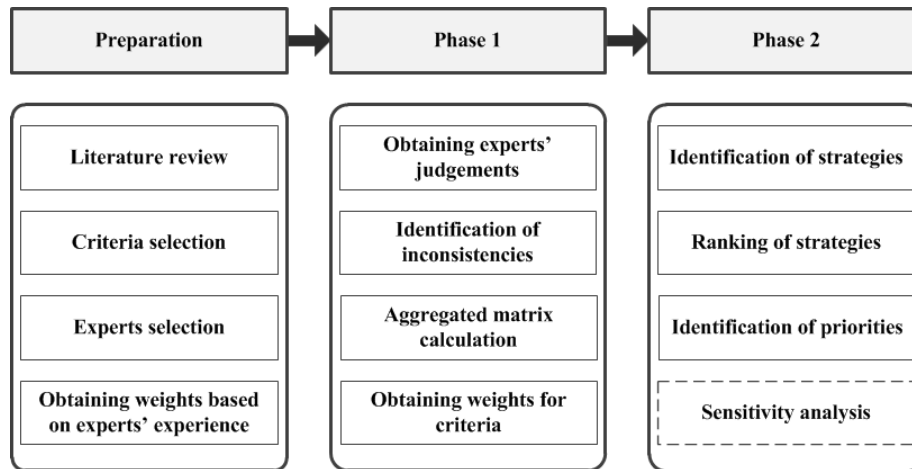 Preparation
Phase 1
Phase 2
Literature review
Criteria selection
Experts selection
Obtaining weights based
on experts’ experience
Obtaining experts’
judgements
Identification of
inconsistencies
Aggregated matrix
calculation
Obtaining weights for
criteria
Identification of strategies
Ranking of strategies
Identification of priorities
Sensitivity analysis